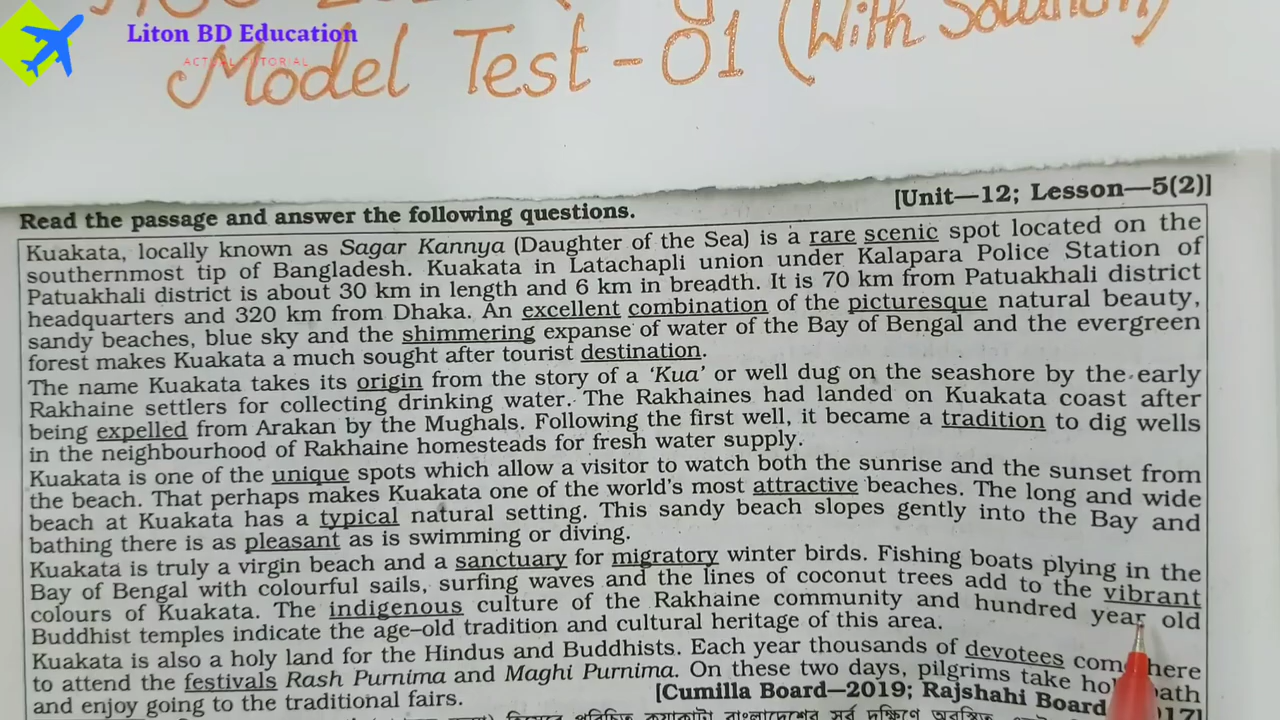 Liton BD Education
ACTUAL TUTORIAL
Model Test - 01 (With Solution)
[Unit—12; Lesson—5(2)]
Read the passage and answer the following questions.
Kuakata, locally known as Sagar Kannya (Daughter of the Sea) is a rare scenic spot located on the
southernmost tip of Bangladesh. Kuakata in Latachapli union under Kalapara Police Station of
Patuakhali district is about 30 km in length and 6 km in breadth. It is 70 km from Patuakhali district
headquarters and 320 km from Dhaka. An excellent combination of the picturesque natural beauty,
sandy beaches, blue sky and the shimmering expanse of water of the Bay of Bengal and the evergreen
forest makes Kuakata a much sought after tourist destination.
The name Kuakata takes its origin from the story of a ‘Kua’ or well dug on the seashore by the early
Rakhaine settlers for collecting drinking water. The Rakhaines had landed on Kuakata coast after
being expelled from Arakan by the Mughals. Following the first well, it became a tradition to dig wells
in the neighbourhood of Rakhaine homesteads for fresh water supply.
Kuakata is one of the unique spots which allow a visitor to watch both the sunrise and the sunset from
the beach. That perhaps makes Kuakata one of the world's most attractive beaches. The long and wide
beach at Kuakata has a typical natural setting. This sandy beach slopes gently into the Bay and
bathing there is as pleasant as is swimming or diving.
Kuakata is truly a virgin beach and a sanctuary for migratory winter birds. Fishing boats plying in the
Bay of Bengal with colourful sails, surfing waves and the lines of coconut trees add to the vibrant
colours of Kuakata. The indigenous culture of the Rakhaine community and hundred year old
Buddhist temples indicate the age–old tradition and cultural heritage of this area.
Kuakata is also a holy land for the Hindus and Buddhists. Each year thousands of devotees come here
to attend the festivals Rash Purnima and Maghi Purnima. On these two days, pilgrims take holy bath
and enjoy going to the traditional fairs.
[Cumilla Board—2019; Rajshahi Board